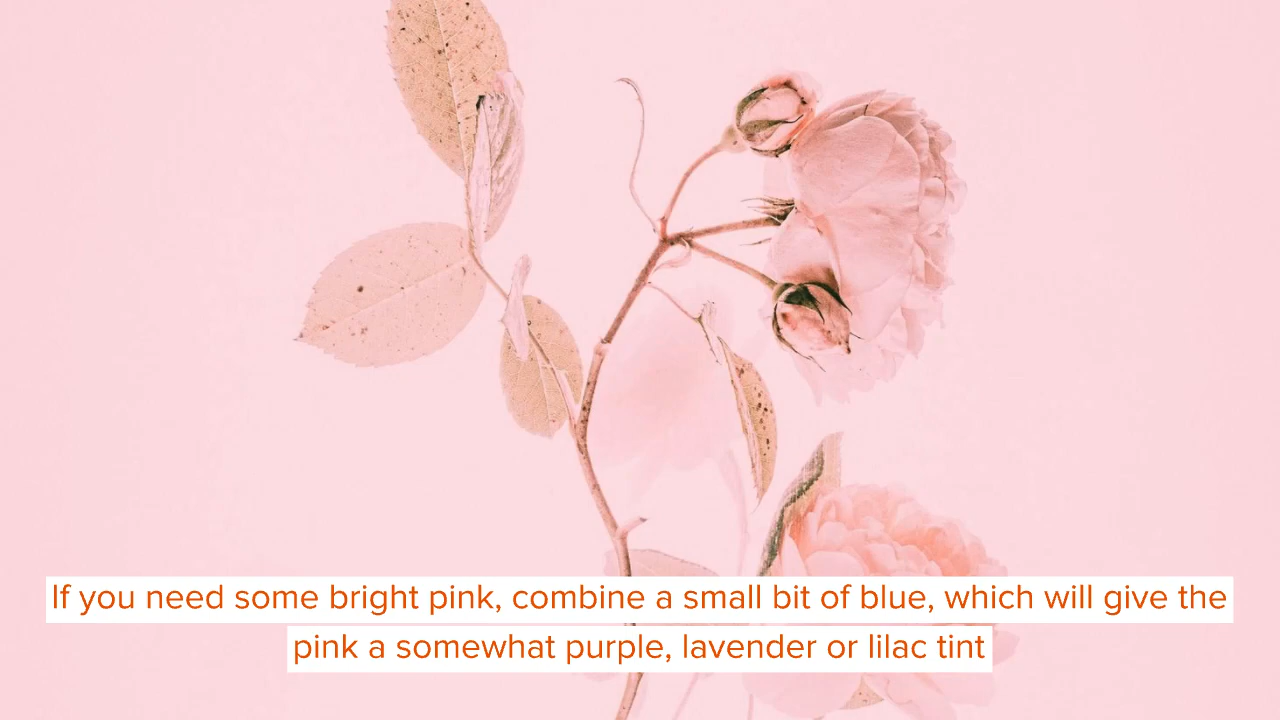 If you need some bright pink, combine a small bit of blue, which will give the
pink a somewhat purple, lavender or lilac tint